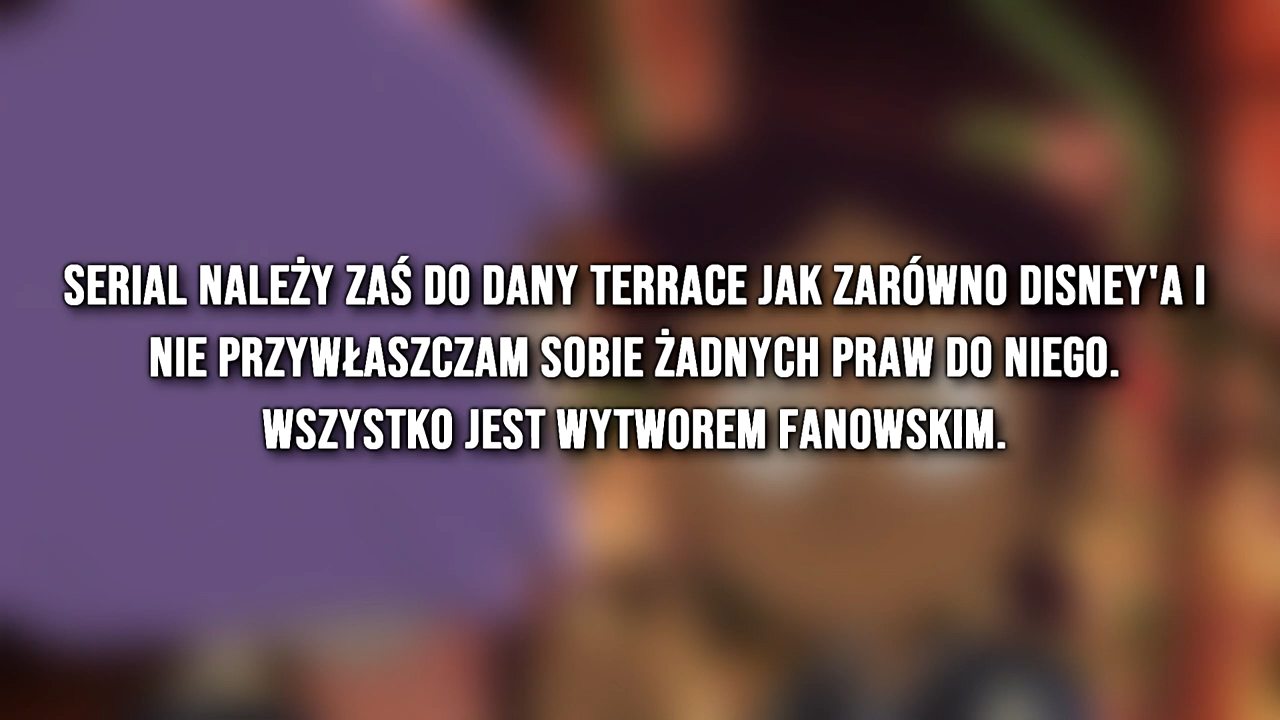 SERIAL NALEŻY ZAŚ DO DANY TERRACE JAK ZARÓWNO DISNEY'A I
NIE PRZYWŁASZCZAM SOBIE ŻADNYCH PRAW DO NIEGO.
WSZYSTKO JEST WYTWOREM FANOWSKIM.